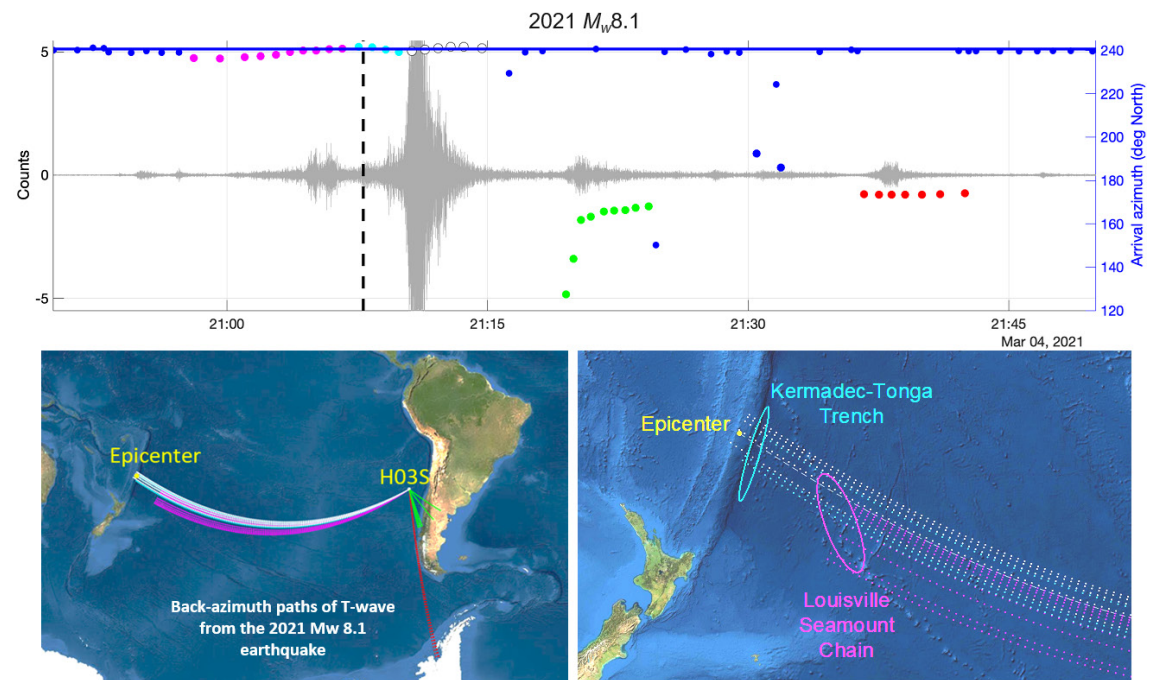 2021 Mw8.1
5
0
-5
Counts
240
220
200
180
160
140
120
Arrival azimuth (deg North)
21:00
21:15
21:30
21:45
Mar 04, 2021
Epicenter
H03S
Back-azimuth paths of T-wave
from the 2021 Mw 8.1
earthquake
Kermadec-Tonga
Trench
Epicenter
Louisville
Seamount
Chain